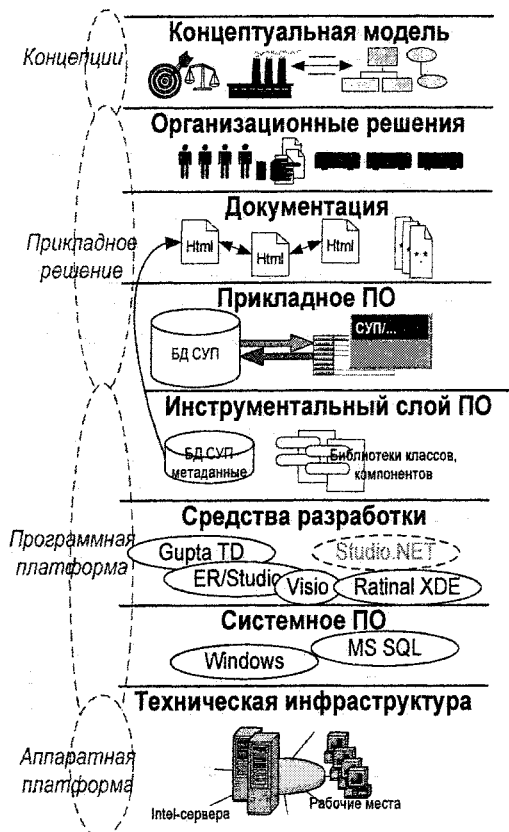 Концептуальная модель
Концепции
Организационные решения
Документация
Html
Html
Html
Прикладное
решение
Прикладное ПО
БД СУП
СУП/...
Инструментальный слой ПО
БД СУП
метаданные
Библиотеки классов,
компонентов
Средства разработки
Программная
платформа
Gupta TD
Studio.NET
ER/Studio
Visio
Ratinal XDE
Системное ПО
Windows
MS SQL
Техническая инфраструктура
Аппаратная
платформа
Intel-сервера
Рабочие места